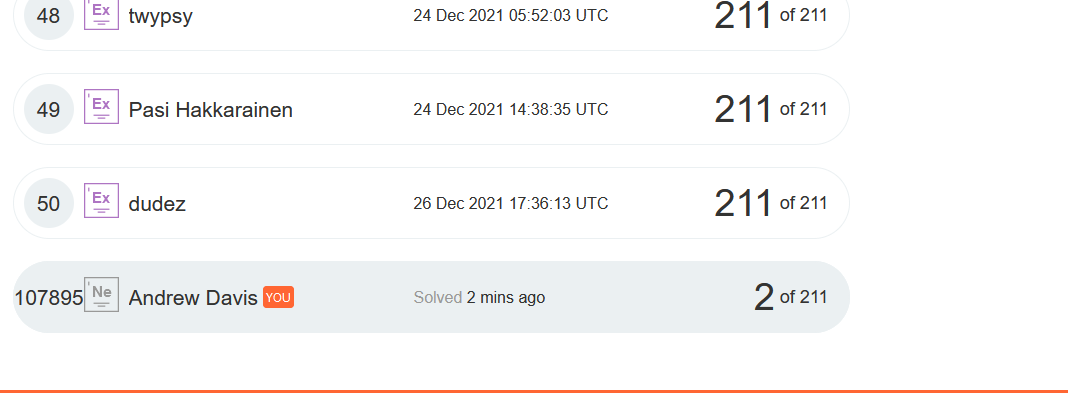 48 Ex twypsy 24 Dec 2021 05:52:03 UTC 211 of 211
49 Ex Pasi Hakkarainen 24 Dec 2021 14:38:35 UTC 211 of 211
50 Ex dudez 26 Dec 2021 17:36:13 UTC 211 of 211
107895 Ne Andrew Davis YOU Solved 2 mins ago 2 of 211